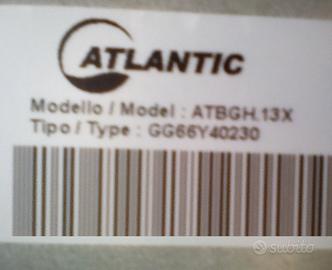 ATLANTIC
Modello / Model : ATBGH.13X
Tipo / Type : GG66Y40230
subito